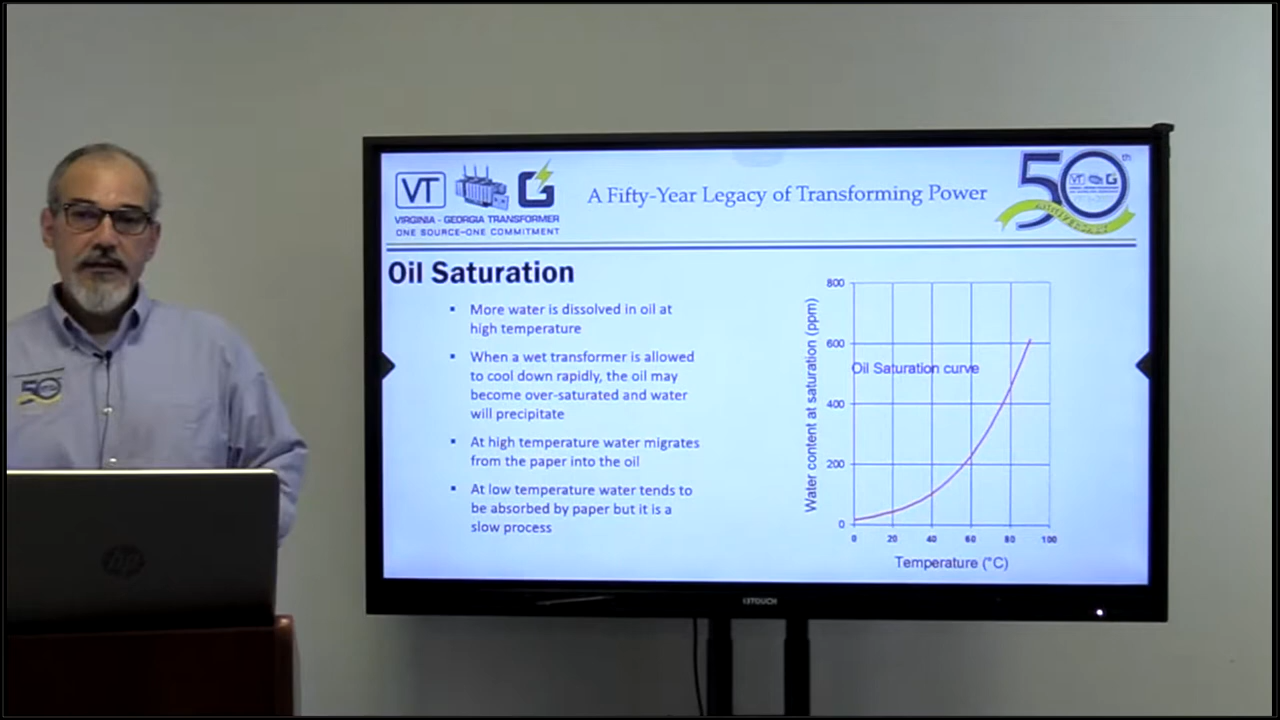 VT
G
VIRGINIA - GEORGIA TRANSFORMER
ONE SOURCE–ONE COMMITMENT
A Fifty-Year Legacy of Transforming Power
50th
VT G
ANNIVERSARY
Oil Saturation
▪ More water is dissolved in oil at
high temperature
▪ When a wet transformer is allowed
to cool down rapidly, the oil may
become over-saturated and water
will precipitate
▪ At high temperature water migrates
from the paper into the oil
▪ At low temperature water tends to
be absorbed by paper but it is a
slow process
Water content at saturation (ppm)
800
600
400
200
0
Oil Saturation curve
0 20 40 60 80 100
Temperature (°C)
50
hp